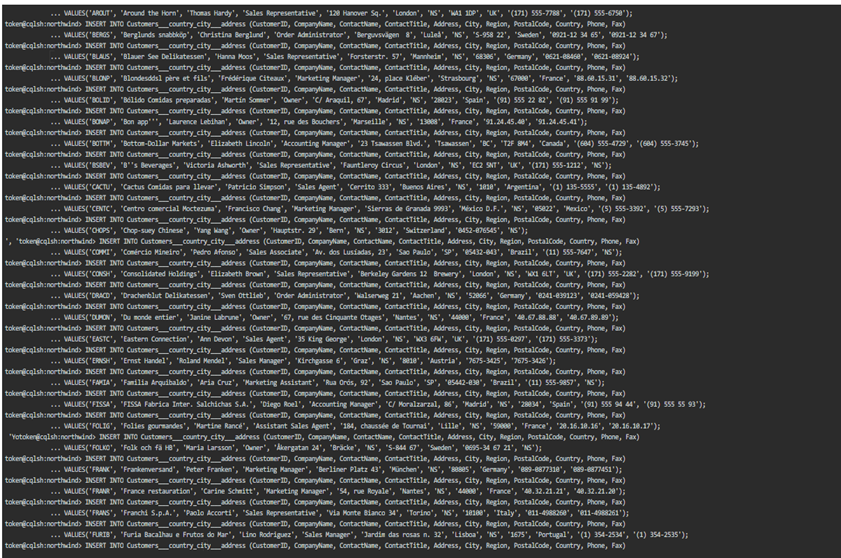 ... VALUES('AROUT', 'Around the Horn', 'Thomas Hardy', 'Sales Representative', '120 Hanover Sq.', 'London', 'NS', 'WA1 1DP', 'UK', '(171) 555-7788', '(171) 555-6750');
token@cqlsh:northwind> INSERT INTO Customers__country_city__address (CustomerID, CompanyName, ContactName, ContactTitle, Address, City, Region, PostalCode, Country, Phone, Fax)
... VALUES('BERGS', 'Berglunds snabbköp', 'Christina Berglund', 'Order Administrator', 'Berguvsvägen  8', 'Luleå', 'NS', 'S-958 22', 'Sweden', '0921-12 34 65', '0921-12 34 67');
token@cqlsh:northwind> INSERT INTO Customers__country_city__address (CustomerID, CompanyName, ContactName, ContactTitle, Address, City, Region, PostalCode, Country, Phone, Fax)
... VALUES('BLAUS', 'Blauer See Delikatessen', 'Hanna Moos', 'Sales Representative', 'Forsterstr. 57', 'Mannheim', 'NS', '68306', 'Germany', '0621-08460', '0621-08924');
token@cqlsh:northwind> INSERT INTO Customers__country_city__address (CustomerID, CompanyName, ContactName, ContactTitle, Address, City, Region, PostalCode, Country, Phone, Fax)
... VALUES('BLONP', 'Blondesddsl père et fils', 'Frédérique Citeaux', 'Marketing Manager', '24, place Kléber', 'Strasbourg', 'NS', '67000', 'France', '88.60.15.31', '88.60.15.32');
token@cqlsh:northwind> INSERT INTO Customers__country_city__address (CustomerID, CompanyName, ContactName, ContactTitle, Address, City, Region, PostalCode, Country, Phone, Fax)
... VALUES('BOLID', 'Bólido Comidas preparadas', 'Martín Sommer', 'Owner', 'C/ Araquil, 67', 'Madrid', 'NS', '28023', 'Spain', '(91) 555 22 82', '(91) 555 91 99');
token@cqlsh:northwind> INSERT INTO Customers__country_city__address (CustomerID, CompanyName, ContactName, ContactTitle, Address, City, Region, PostalCode, Country, Phone, Fax)
... VALUES('BONAP', 'Bon app''', 'Laurence Lebihan', 'Owner', '12, rue des Bouchers', 'Marseille', 'NS', '13008', 'France', '91.24.45.40', '91.24.45.41');
token@cqlsh:northwind> INSERT INTO Customers__country_city__address (CustomerID, CompanyName, ContactName, ContactTitle, Address, City, Region, PostalCode, Country, Phone, Fax)
... VALUES('BOTTM', 'Bottom-Dollar Markets', 'Elizabeth Lincoln', 'Accounting Manager', '23 Tsawassen Blvd.', 'Tsawassen', 'BC', 'T2F 8M4', 'Canada', '(604) 555-4729', '(604) 555-3745');
token@cqlsh:northwind> INSERT INTO Customers__country_city__address (CustomerID, CompanyName, ContactName, ContactTitle, Address, City, Region, PostalCode, Country, Phone, Fax)
... VALUES('BSBEV', 'B''s Beverages', 'Victoria Ashworth', 'Sales Representative', 'Fauntleroy Circus', 'London', 'NS', 'EC2 5NT', 'UK', '(171) 555-1212', 'NS');
token@cqlsh:northwind> INSERT INTO Customers__country_city__address (CustomerID, CompanyName, ContactName, ContactTitle, Address, City, Region, PostalCode, Country, Phone, Fax)
... VALUES('CACTU', 'Cactus Comidas para llevar', 'Patricio Simpson', 'Sales Agent', 'Cerrito 333', 'Buenos Aires', 'NS', '1010', 'Argentina', '(1) 135-5555', '(1) 135-4892');
token@cqlsh:northwind> INSERT INTO Customers__country_city__address (CustomerID, CompanyName, ContactName, ContactTitle, Address, City, Region, PostalCode, Country, Phone, Fax)
... VALUES('CENTC', 'Centro comercial Moctezuma', 'Francisco Chang', 'Marketing Manager', 'Sierras de Granada 9993', 'México D.F.', 'NS', '05022', 'Mexico', '(5) 555-3392', '(5) 555-7293');
token@cqlsh:northwind> INSERT INTO Customers__country_city__address (CustomerID, CompanyName, ContactName, ContactTitle, Address, City, Region, PostalCode, Country, Phone, Fax)
... VALUES('CHOPS', 'Chop-suey Chinese', 'Yang Wang', 'Owner', 'Hauptstr. 29', 'Bern', 'NS', '3012', 'Switzerland', '0452-076545', 'NS');
', 'token@cqlsh:northwind> INSERT INTO Customers__country_city__address (CustomerID, CompanyName, ContactName, ContactTitle, Address, City, Region, PostalCode, Country, Phone, Fax)
... VALUES('COMMI', 'Comércio Mineiro', 'Pedro Afonso', 'Sales Associate', 'Av. dos Lusíadas, 23', 'Sao Paulo', 'SP', '05432-043', 'Brazil', '(11) 555-7647', 'NS');
token@cqlsh:northwind> INSERT INTO Customers__country_city__address (CustomerID, CompanyName, ContactName, ContactTitle, Address, City, Region, PostalCode, Country, Phone, Fax)
... VALUES('CONSH', 'Consolidated Holdings', 'Elizabeth Brown', 'Sales Representative', 'Berkeley Gardens 12  Brewery', 'London', 'NS', 'WX1 6LT', 'UK', '(171) 555-2282', '(171) 555-9199');
token@cqlsh:northwind> INSERT INTO Customers__country_city__address (CustomerID, CompanyName, ContactName, ContactTitle, Address, City, Region, PostalCode, Country, Phone, Fax)
... VALUES('DRACD', 'Drachenblut Delikatessen', 'Sven Ottlieb', 'Order Administrator', 'Walserweg 21', 'Aachen', 'NS', '52066', 'Germany', '0241-039123', '0241-059428');
token@cqlsh:northwind> INSERT INTO Customers__country_city__address (CustomerID, CompanyName, ContactName, ContactTitle, Address, City, Region, PostalCode, Country, Phone, Fax)
... VALUES('DUMON', 'Du monde entier', 'Janine Labrune', 'Owner', '67, rue des Cinquante Otages', 'Nantes', 'NS', '44000', 'France', '40.67.88.88', '40.67.89.89');
token@cqlsh:northwind> INSERT INTO Customers__country_city__address (CustomerID, CompanyName, ContactName, ContactTitle, Address, City, Region, PostalCode, Country, Phone, Fax)
... VALUES('EASTC', 'Eastern Connection', 'Ann Devon', 'Sales Agent', '35 King George', 'London', 'NS', 'WX3 6FW', 'UK', '(171) 555-0297', '(171) 555-3373');
token@cqlsh:northwind> INSERT INTO Customers__country_city__address (CustomerID, CompanyName, ContactName, ContactTitle, Address, City, Region, PostalCode, Country, Phone, Fax)
... VALUES('ERNSH', 'Ernst Handel', 'Roland Mendel', 'Sales Manager', 'Kirchgasse 6', 'Graz', 'NS', '8010', 'Austria', '7675-3425', '7675-3426');
token@cqlsh:northwind> INSERT INTO Customers__country_city__address (CustomerID, CompanyName, ContactName, ContactTitle, Address, City, Region, PostalCode, Country, Phone, Fax)
... VALUES('FAMIA', 'Familia Arquibaldo', 'Aria Cruz', 'Marketing Assistant', 'Rua Orós, 92', 'Sao Paulo', 'SP', '05442-030', 'Brazil', '(11) 555-9857', 'NS');
token@cqlsh:northwind> INSERT INTO Customers__country_city__address (CustomerID, CompanyName, ContactName, ContactTitle, Address, City, Region, PostalCode, Country, Phone, Fax)
... VALUES('FISSA', 'FISSA Fabrica Inter. Salchichas S.A.', 'Diego Roel', 'Accounting Manager', 'C/ Moralzarzal, 86', 'Madrid', 'NS', '28034', 'Spain', '(91) 555 94 44', '(91) 555 55 93');
token@cqlsh:northwind> INSERT INTO Customers__country_city__address (CustomerID, CompanyName, ContactName, ContactTitle, Address, City, Region, PostalCode, Country, Phone, Fax)
... VALUES('FOLIG', 'Folies gourmandes', 'Martine Rancé', 'Assistant Sales Agent', '184, chaussée de Tournai', 'Lille', 'NS', '59000', 'France', '20.16.10.16', '20.16.10.17');
'Yotoken@cqlsh:northwind> INSERT INTO Customers__country_city__address (CustomerID, CompanyName, ContactName, ContactTitle, Address, City, Region, PostalCode, Country, Phone, Fax)
... VALUES('FOLKO', 'Folk och fä HB', 'Maria Larsson', 'Owner', 'Åkergatan 24', 'Bräcke', 'NS', 'S-844 67', 'Sweden', '0695-34 67 21', 'NS');
token@cqlsh:northwind> INSERT INTO Customers__country_city__address (CustomerID, CompanyName, ContactName, ContactTitle, Address, City, Region, PostalCode, Country, Phone, Fax)
... VALUES('FRANK', 'Frankenversand', 'Peter Franken', 'Marketing Manager', 'Berliner Platz 43', 'München', 'NS', '80805', 'Germany', '089-0877310', '089-0877451');
token@cqlsh:northwind> INSERT INTO Customers__country_city__address (CustomerID, CompanyName, ContactName, ContactTitle, Address, City, Region, PostalCode, Country, Phone, Fax)
... VALUES('FRANR', 'France restauration', 'Carine Schmitt', 'Marketing Manager', '54, rue Royale', 'Nantes', 'NS', '44000', 'France', '40.32.21.21', '40.32.21.20');
token@cqlsh:northwind> INSERT INTO Customers__country_city__address (CustomerID, CompanyName, ContactName, ContactTitle, Address, City, Region, PostalCode, Country, Phone, Fax)
... VALUES('FRANS', 'Franchi S.p.A.', 'Paolo Accorti', 'Sales Representative', 'Via Monte Bianco 34', 'Torino', 'NS', '10100', 'Italy', '011-4988260', '011-4988261');
token@cqlsh:northwind> INSERT INTO Customers__country_city__address (CustomerID, CompanyName, ContactName, ContactTitle, Address, City, Region, PostalCode, Country, Phone, Fax)
... VALUES('FURIB', 'Furia Bacalhau e Frutos do Mar', 'Lino Rodriguez', 'Sales Manager', 'Jardim das rosas n. 32', 'Lisboa', 'NS', '1675', 'Portugal', '(1) 354-2534', '(1) 354-2535');
token@cqlsh:northwind> INSERT INTO Customers__country_city__address (CustomerID, CompanyName, ContactName, ContactTitle, Address, City, Region, PostalCode, Country, Phone, Fax)